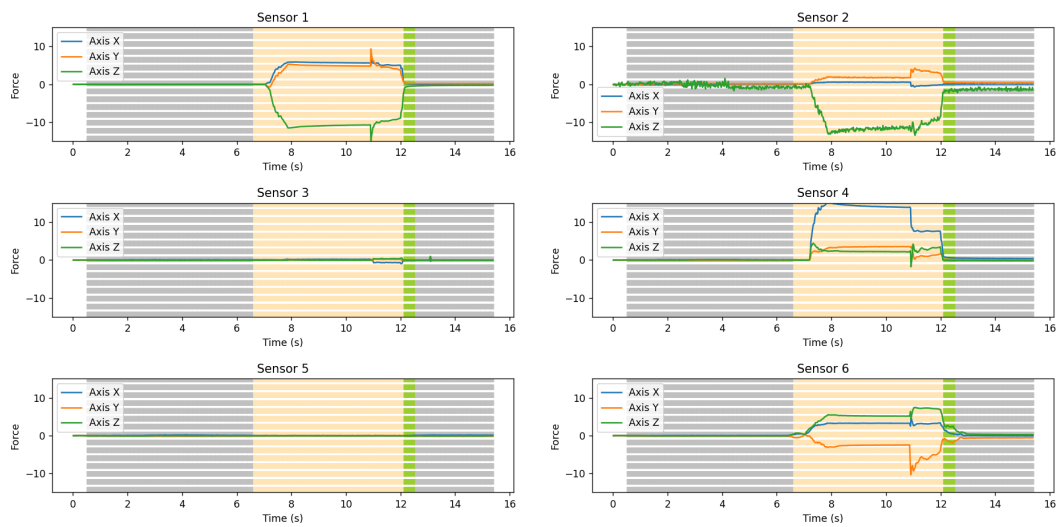 Sensor 1
Sensor 2
10
0
−10
Force
Axis X
Axis Y
Axis Z
0 2 4 6 8 10 12 14 16
Time (s)
10
0
−10
Force
Axis X
Axis Y
Axis Z
0 2 4 6 8 10 12 14 16
Time (s)
Sensor 3
Sensor 4
10
0
−10
Force
Axis X
Axis Y
Axis Z
0 2 4 6 8 10 12 14 16
Time (s)
10
0
−10
Force
Axis X
Axis Y
Axis Z
0 2 4 6 8 10 12 14 16
Time (s)
Sensor 5
Sensor 6
10
0
−10
Force
Axis X
Axis Y
Axis Z
0 2 4 6 8 10 12 14 16
Time (s)
10
0
−10
Force
Axis X
Axis Y
Axis Z
0 2 4 6 8 10 12 14 16
Time (s)